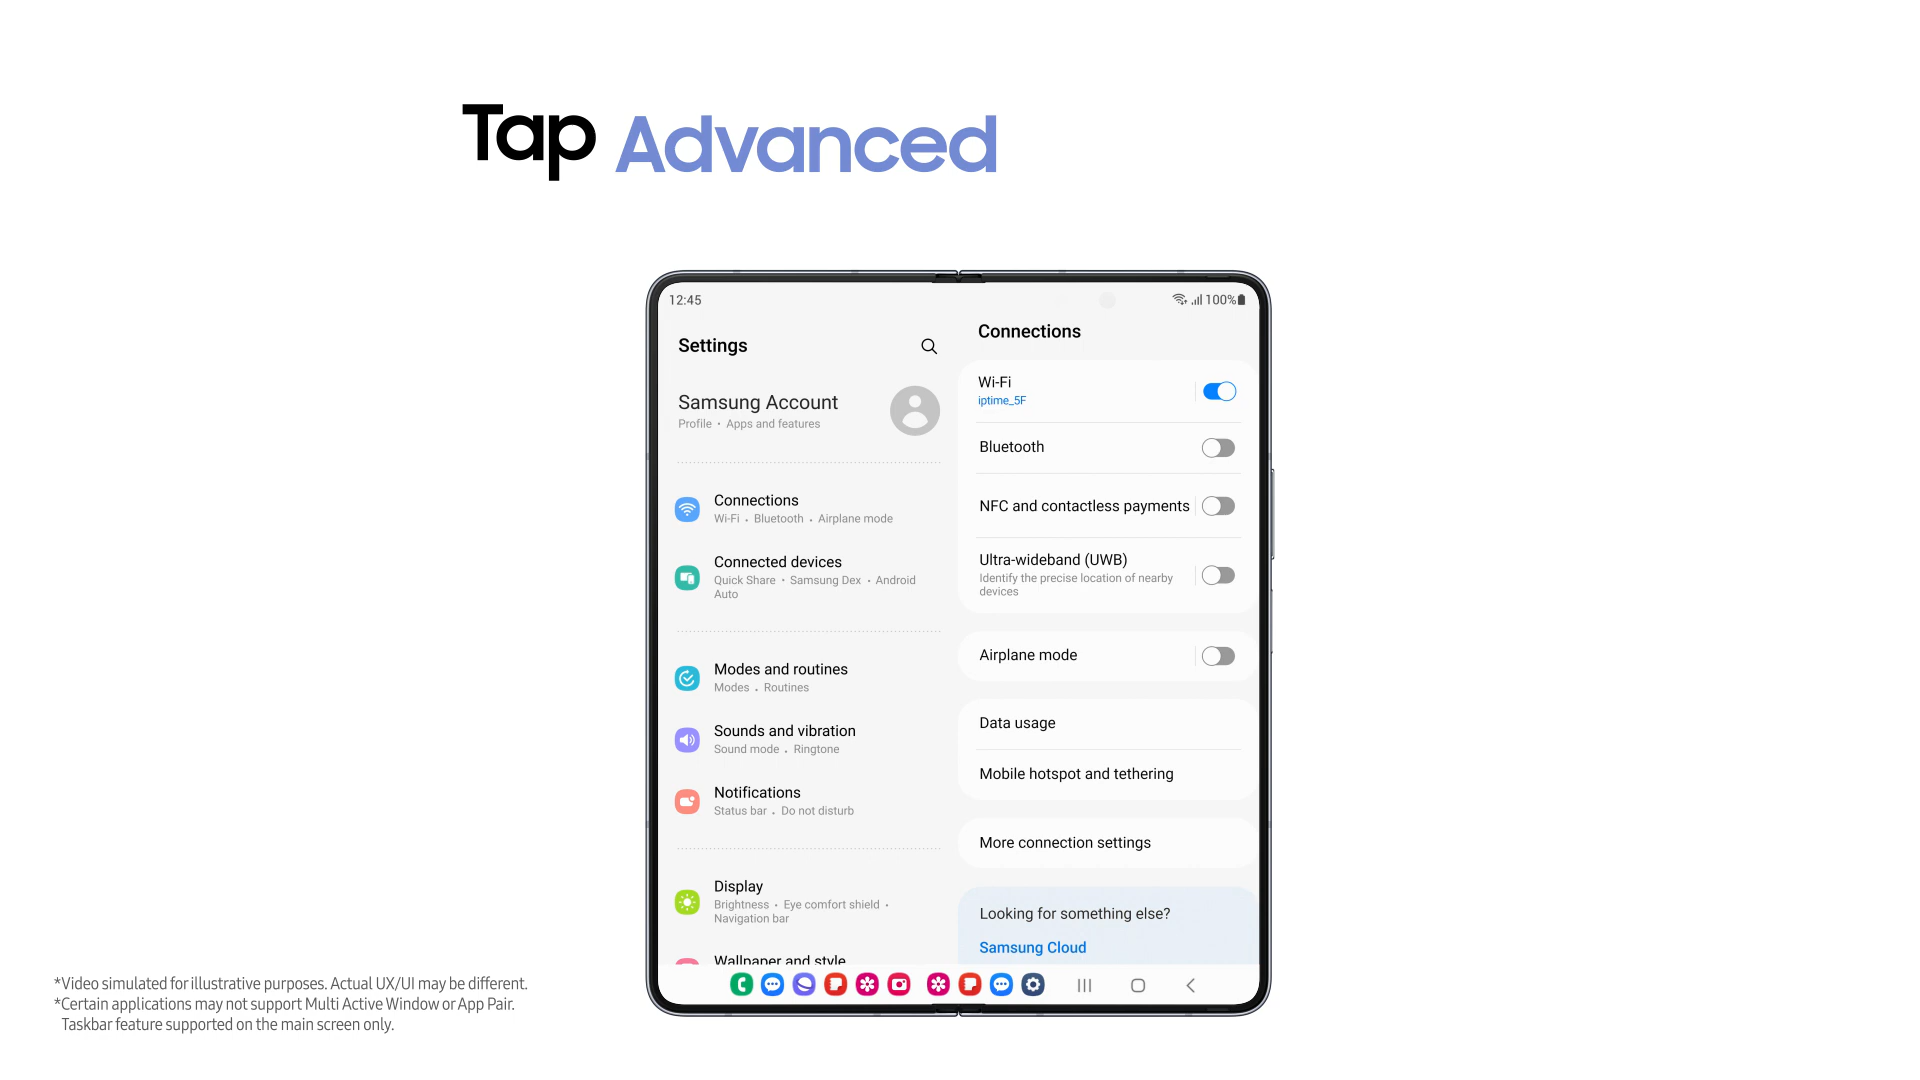 Tap Advanced
12:45
100%
Settings
Samsung Account
Profile • Apps and features
Connections
Wi-Fi • Bluetooth • Airplane mode
Connected devices
Quick Share • Samsung Dex • Android
Auto
Modes and routines
Modes • Routines
Sounds and vibration
Sound mode • Ringtone
Notifications
Status bar • Do not disturb
Display
Brightness • Eye comfort shield •
Navigation bar
Wallpaper and style
Connections
Wi-Fi
iptime_5F
Bluetooth
NFC and contactless payments
Ultra-wideband (UWB)
Identify the precise location of nearby
devices
Airplane mode
Data usage
Mobile hotspot and tethering
More connection settings
Looking for something else?
Samsung Cloud
*Video simulated for illustrative purposes. Actual UX/UI may be different.
*Certain applications may not support Multi Active Window or App Pair.
Taskbar feature supported on the main screen only.